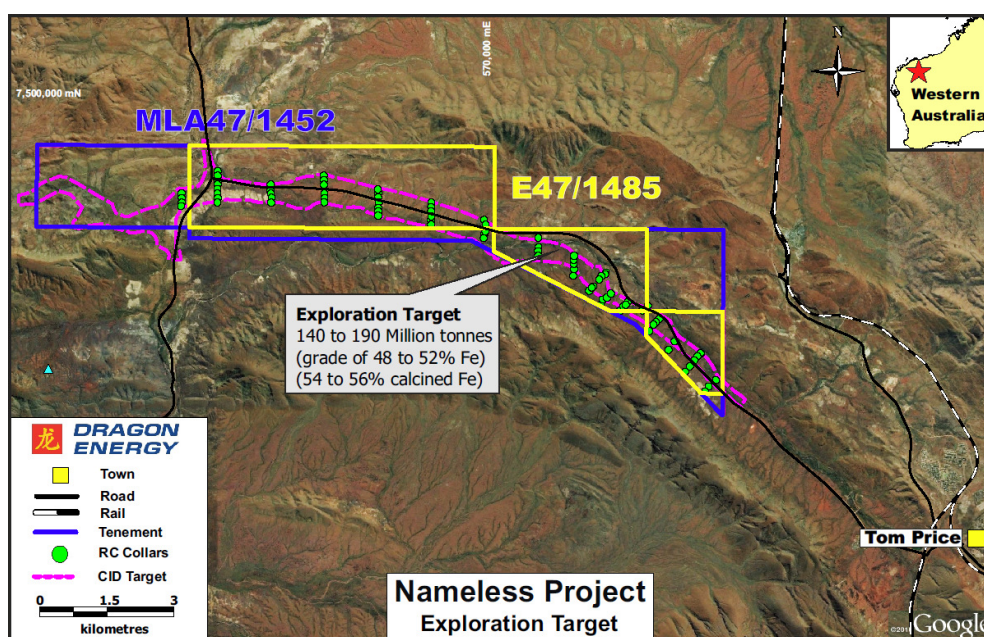 7,500,000 mN
570,000 mE
N
Western
Australia
MLA47/1452
E47/1485
Exploration Target
140 to 190 Million tonnes
(grade of 48 to 52% Fe)
(54 to 56% calcined Fe)
龙 DRAGON
ENERGY
Town
Road
Rail
Tenement
RC Collars
CID Target
0 1.5 3
kilometres
Tom Price
Nameless Project
Exploration Target
Google